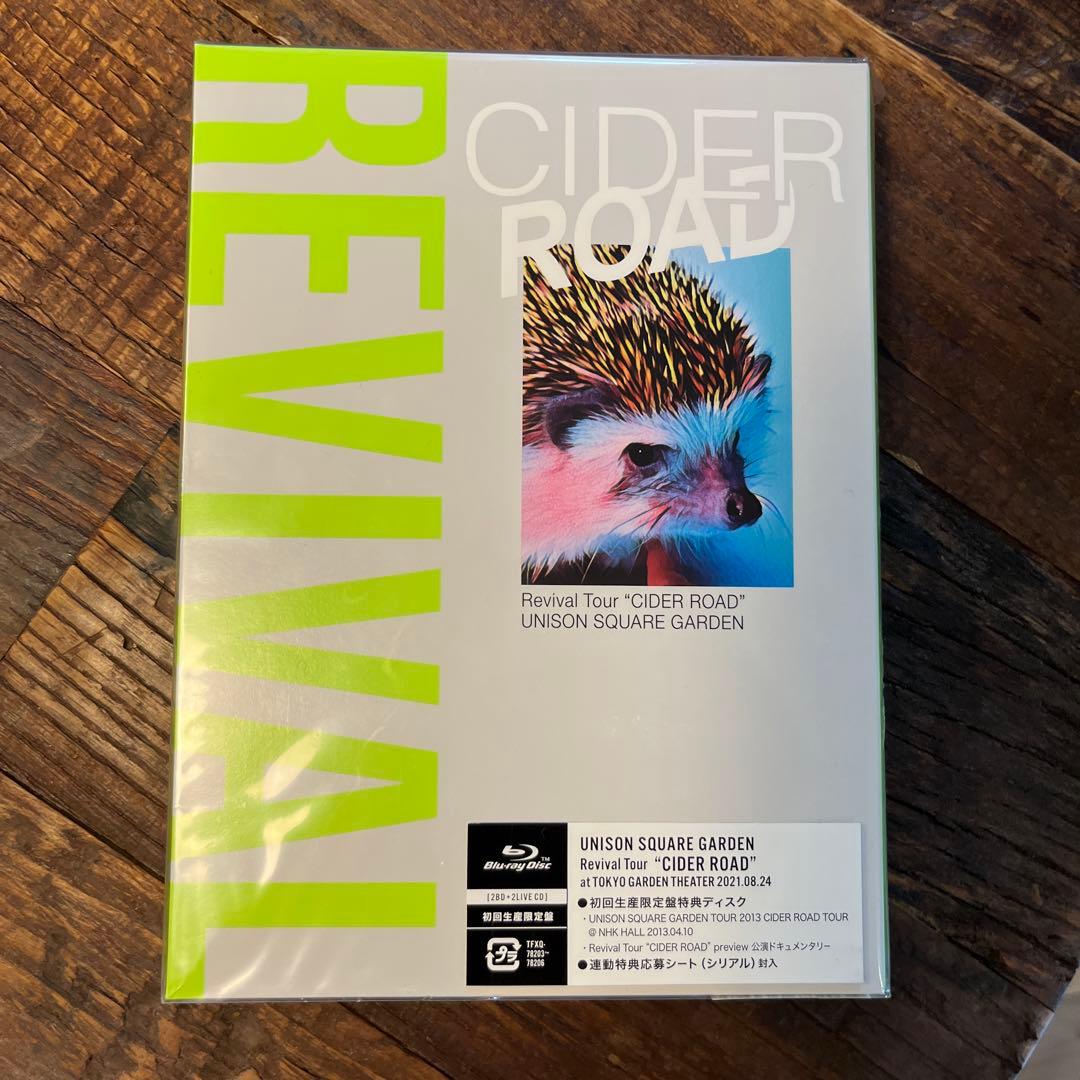 REVIVAL
CIDER
ROAD
Revival Tour “CIDER ROAD”
UNISON SQUARE GARDEN
Blu-ray Disc™
[2BD+2LIVE CD]
初回生産限定盤
プラ
TFXQ-
78203~
78206
UNISON SQUARE GARDEN
Revival Tour “CIDER ROAD”
at TOKYO GARDEN THEATER 2021.08.24
●初回生産限定盤特典ディスク
・UNISON SQUARE GARDEN TOUR 2013 CIDER ROAD TOUR
@ NHK HALL 2013.04.10
・Revival Tour “CIDER ROAD” preview 公演ドキュメンタリー
●連動特典応募シート（シリアル）封入